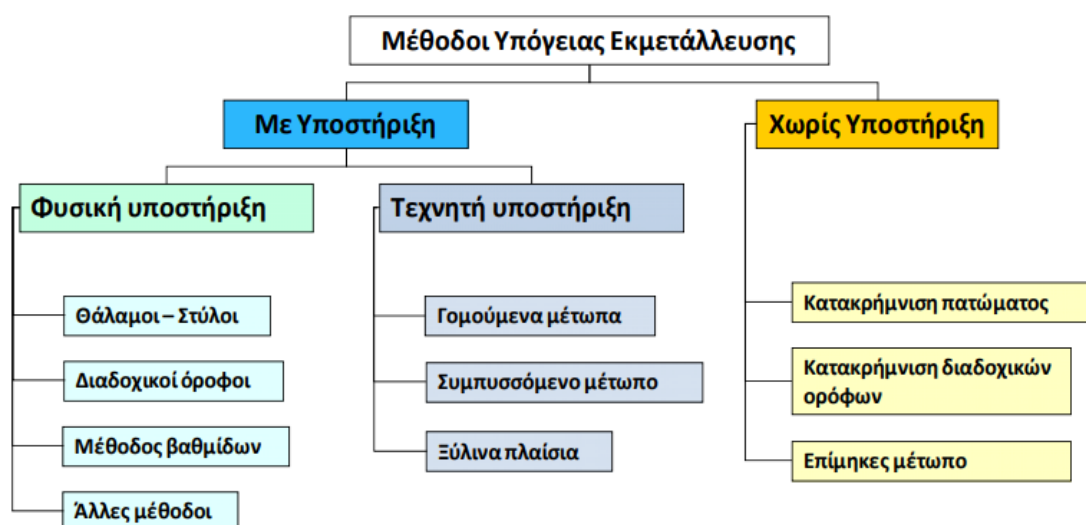 Μέθοδοι Υπόγειας Εκμετάλλευσης
Με Υποστήριξη
Χωρίς Υποστήριξη
Φυσική υποστήριξη
Τεχνητή υποστήριξη
Θάλαμοι – Στύλοι
Διαδοχικοί όροφοι
Μέθοδος βαθμίδων
Άλλες μέθοδοι
Γομούμενα μέτωπα
Συμπυσσόμενο μέτωπο
Ξύλινα πλαίσια
Κατακρήμνιση πατώματος
Κατακρήμνιση διαδοχικών
ορόφων
Επίμηκες μέτωπο